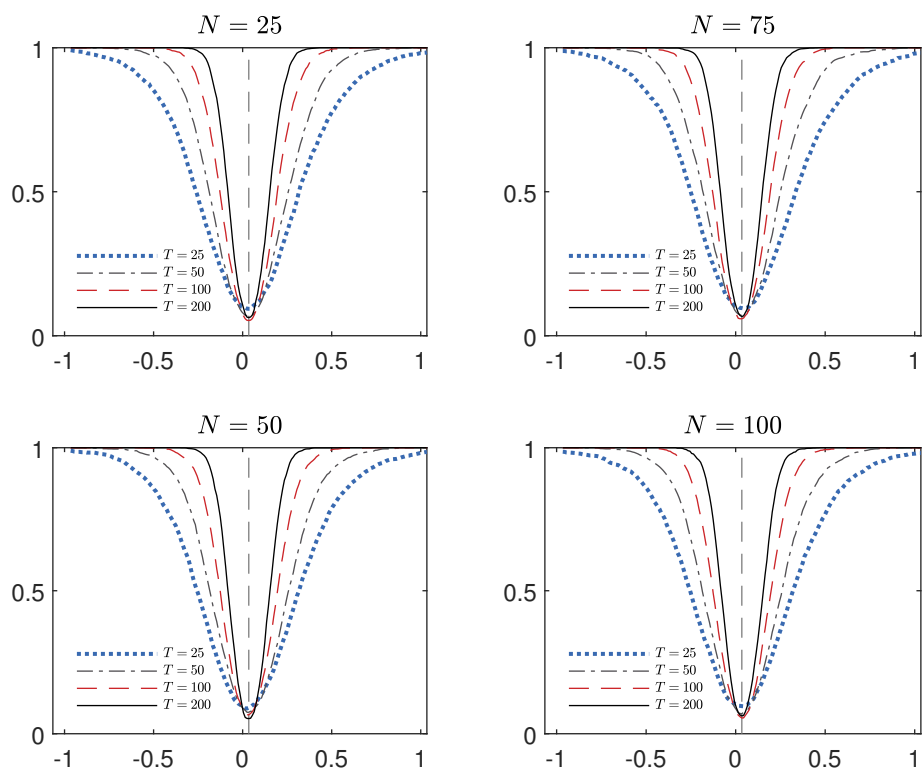 N = 25
1
0.5
0
-1
-0.5
0
0.5
1
T = 25
T = 50
T = 100
T = 200
N = 75
1
0.5
0
-1
-0.5
0
0.5
1
T = 25
T = 50
T = 100
T = 200
N = 50
1
0.5
0
-1
-0.5
0
0.5
1
T = 25
T = 50
T = 100
T = 200
N = 100
1
0.5
0
-1
-0.5
0
0.5
1
T = 25
T = 50
T = 100
T = 200